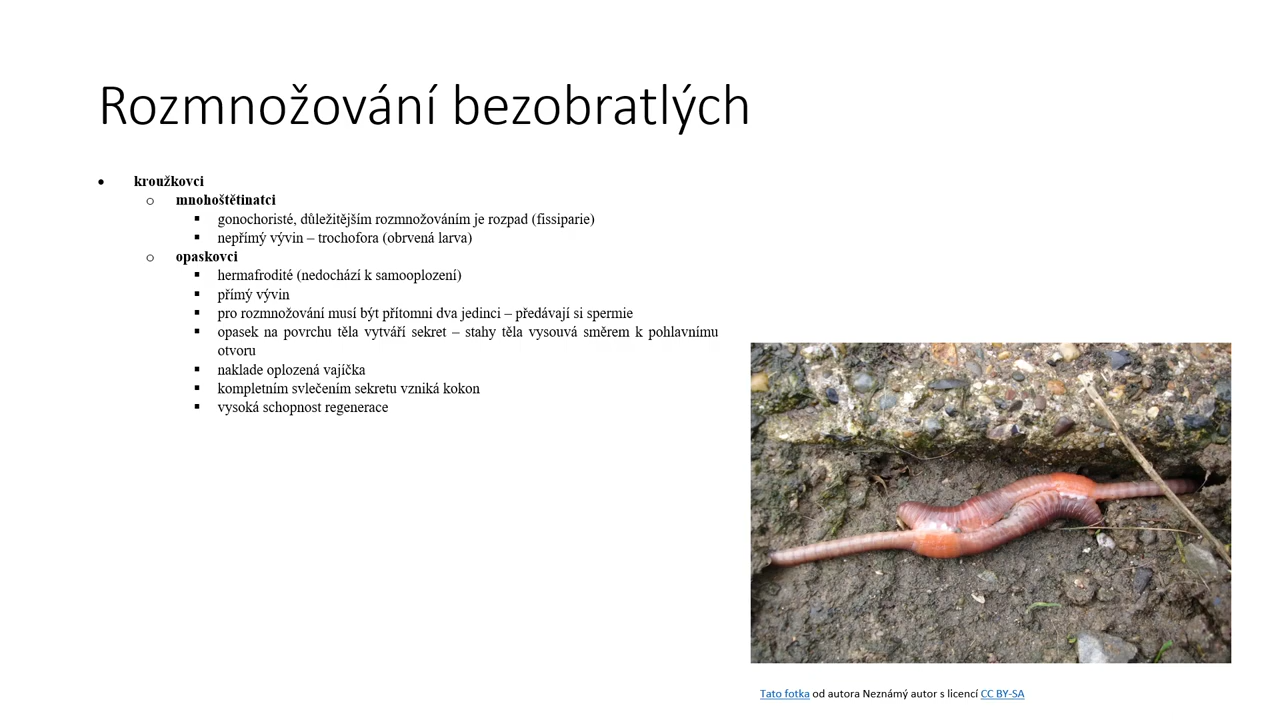 Rozmnožování bezobratlých
• kroužkovci
o mnohoštětinatci
▪ gonochoristé, důležitějším rozmnožováním je rozpad (fissiparie)
▪ nepřímý vývin – trochofora (obrvená larva)
o opaskovci
▪ hermafrodité (nedochází k samooplození)
▪ přímý vývin
▪ pro rozmnožování musí být přítomni dva jedinci – předávají si spermie
▪ opasek na povrchu těla vytváří sekret – stahy těla vysouvá směrem k pohlavnímu
otvoru
▪ naklade oplozená vajíčka
▪ kompletním svlečením sekretu vzniká kokon
▪ vysoká schopnost regenerace
Tato fotka od autora Neznámý autor s licencí CC BY-SA